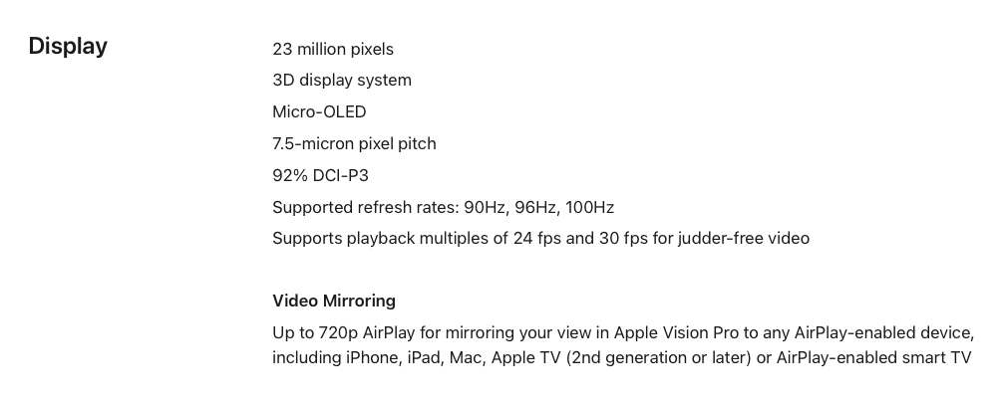 Display
23 million pixels
3D display system
Micro-OLED
7.5-micron pixel pitch
92% DCI-P3
Supported refresh rates: 90Hz, 96Hz, 100Hz
Supports playback multiples of 24 fps and 30 fps for judder-free video
Video Mirroring
Up to 720p AirPlay for mirroring your view in Apple Vision Pro to any AirPlay-enabled device,
including iPhone, iPad, Mac, Apple TV (2nd generation or later) or AirPlay-enabled smart TV